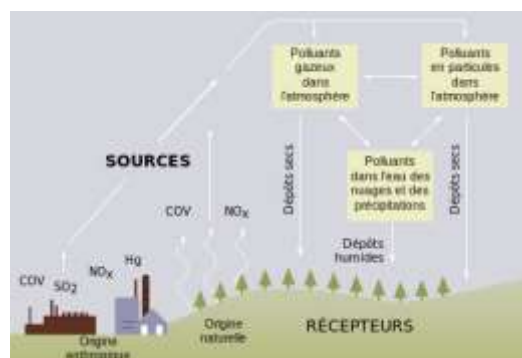 Polluants
gazeux
dans
l'atmosphère
Polluants
en particules
dans
l'atmosphère
SOURCES
Dépôts secs
Polluants
dans l'eau des
nuages et des
précipitations
Dépôts secs
COV
NOx
Dépôts
humides
COV
SO2
NOx
Hg
Origine
anthropique
Origine
naturelle
RÉCEPTEURS